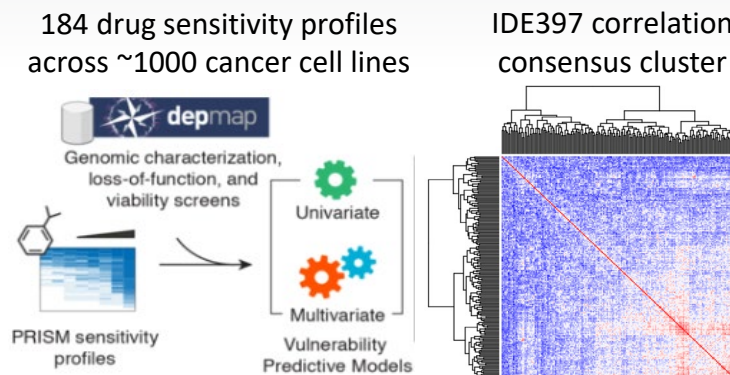 184 drug sensitivity profiles
across ~1000 cancer cell lines
depmap
Genomic characterization,
loss-of-function, and
viability screens
Univariate
Multivariate
PRISM sensitivity
profiles
Vulnerability
Predictive Models
IDE397 correlation
consensus cluster